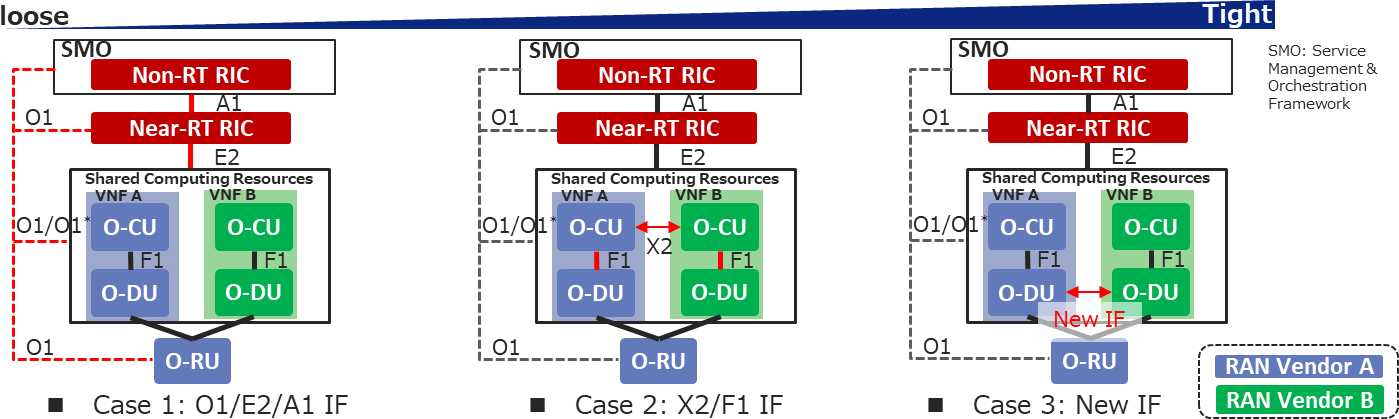 loose
Tight
SMO
Non-RT RIC
A1
O1
Near-RT RIC
E2
Shared Computing Resources
VNF A
VNF B
O1/O1*
O-CU
O-CU
F1
F1
O-DU
O-DU
O1
O-RU
■ Case 1: O1/E2/A1 IF
SMO
Non-RT RIC
A1
O1
Near-RT RIC
E2
Shared Computing Resources
VNF A
VNF B
O1/O1*
O-CU
O-CU
X2
F1
F1
O-DU
O-DU
O1
O-RU
■ Case 2: X2/F1 IF
SMO
Non-RT RIC
A1
O1
Near-RT RIC
E2
Shared Computing Resources
VNF A
VNF B
O1/O1*
O-CU
O-CU
F1
F1
O-DU
O-DU
New IF
O1
O-RU
■ Case 3: New IF
SMO: Service
Management &
Orchestration
Framework
RAN Vendor A
RAN Vendor B